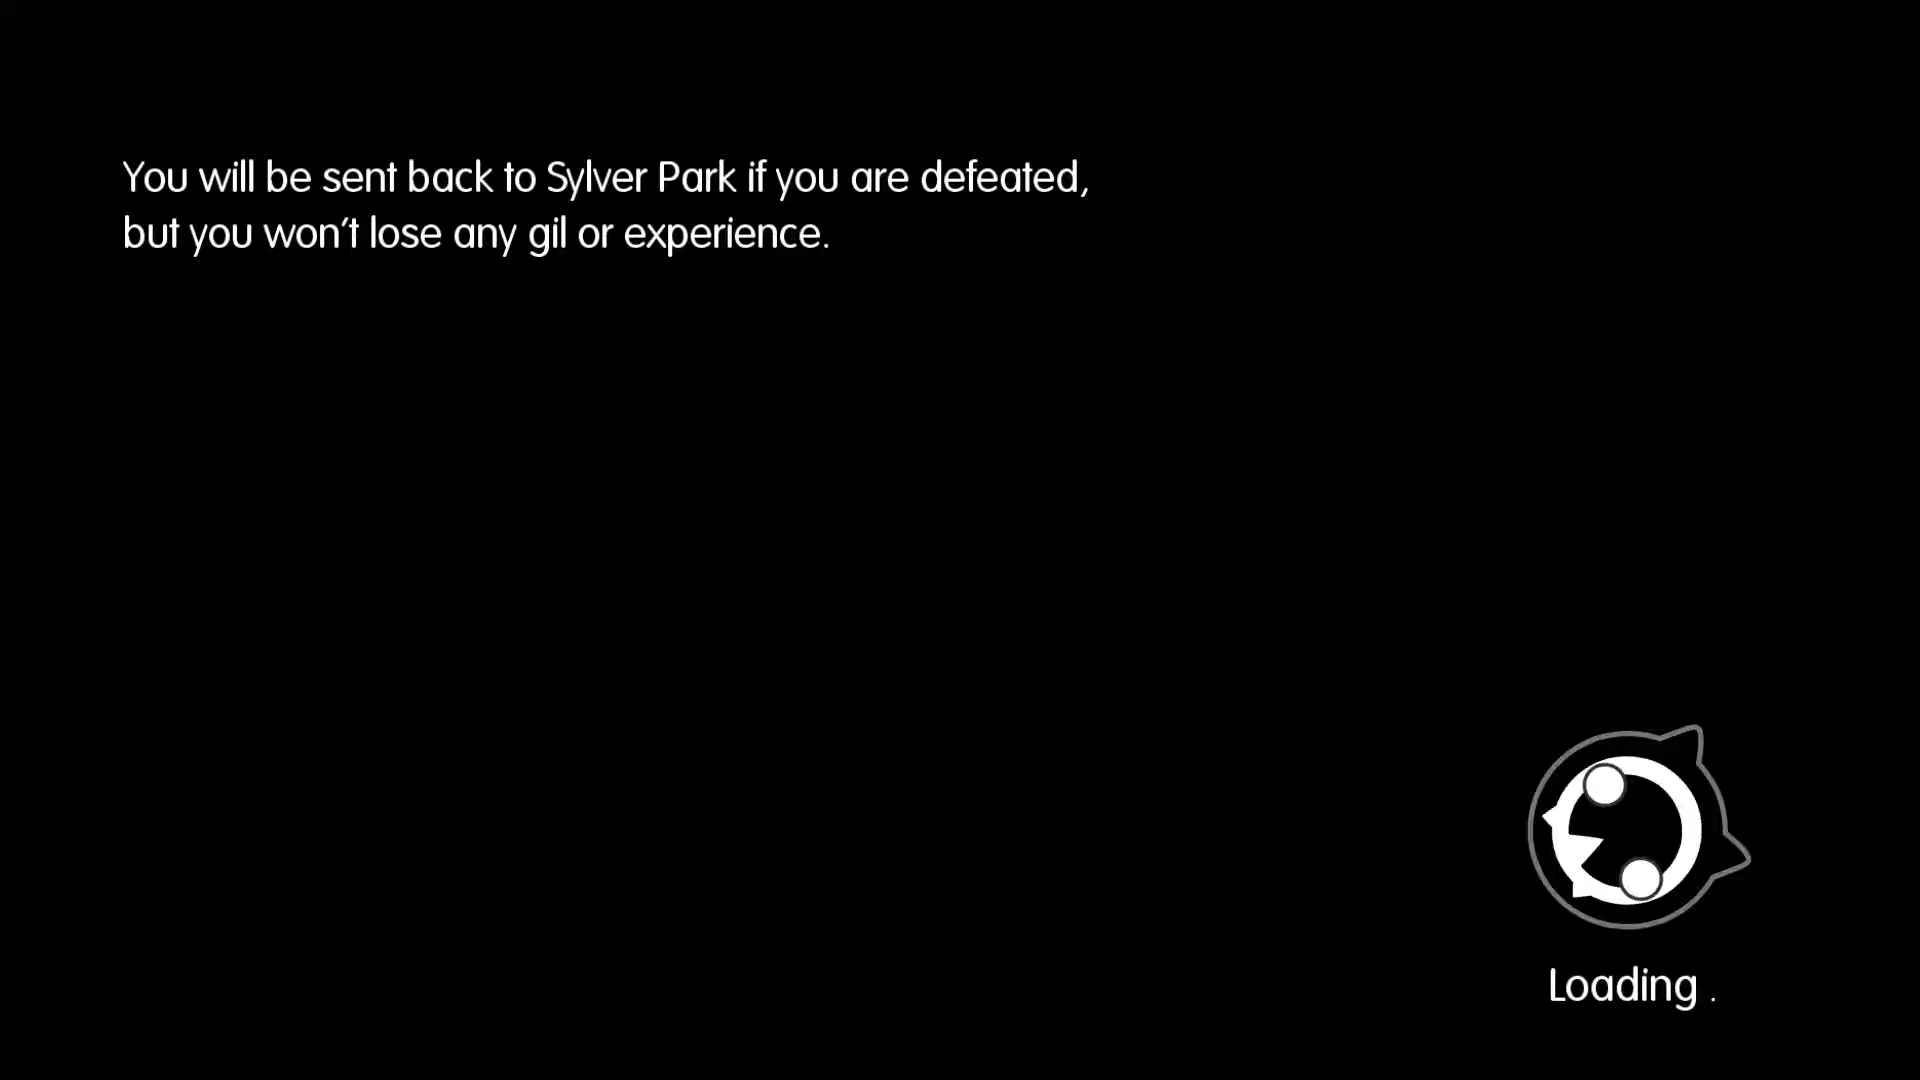 You will be sent back to Sylver Park if you are defeated,
but you won't lose any gil or experience.
Loading .